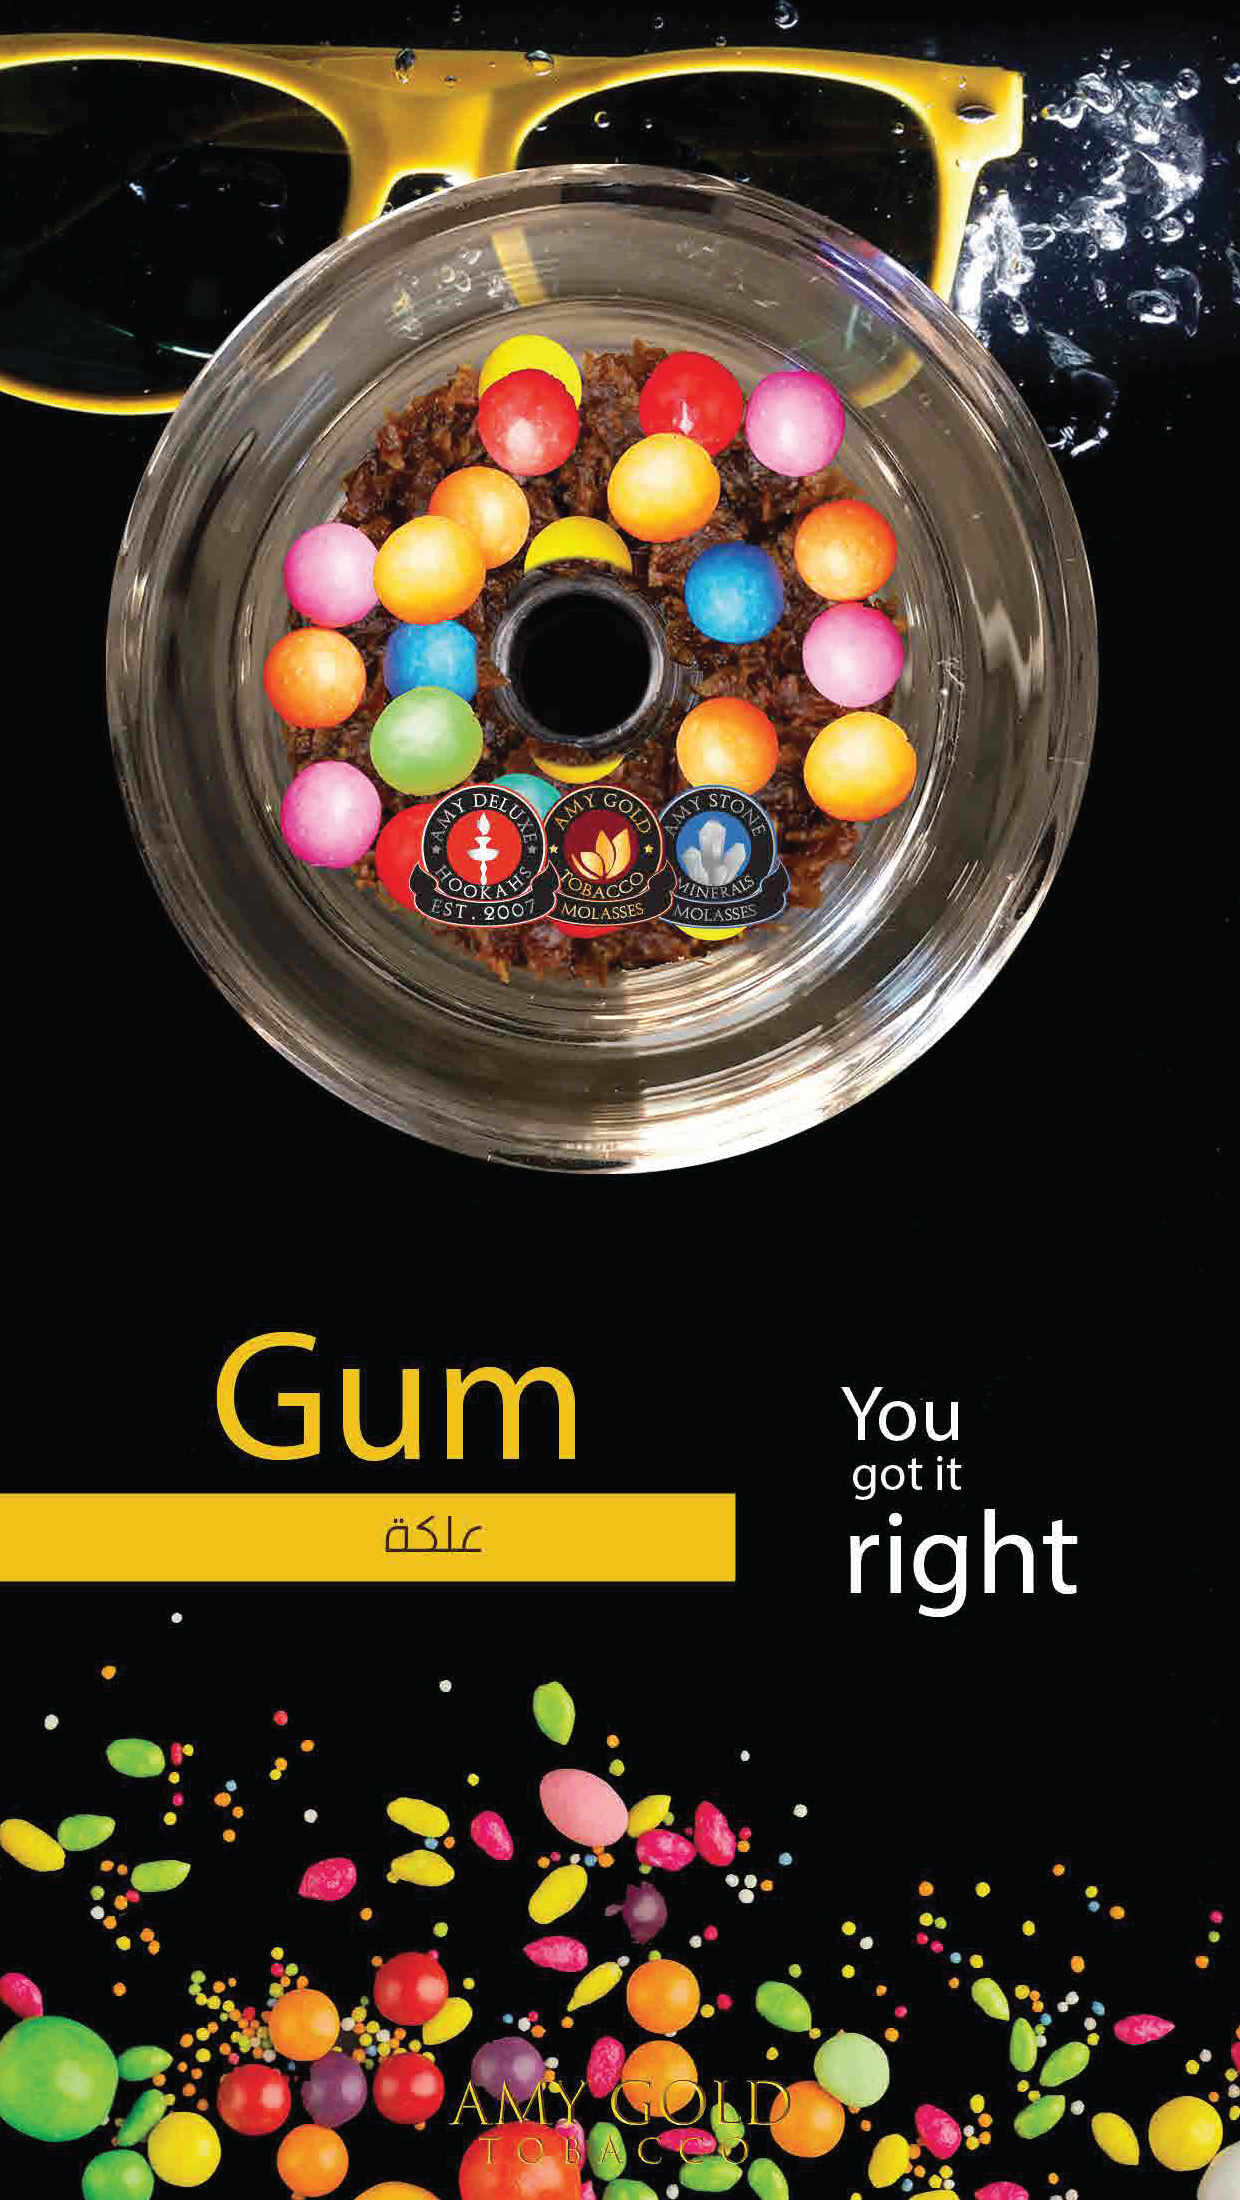 AMY DELUXE
HOOKAHS
EST. 2007
AMY GOLD
TOBACCO
MOLASSES
AMY STONE
MINERALS
MOLASSES
Gum
علكة
You
got it
right
AMY GOLD
TOBACCO